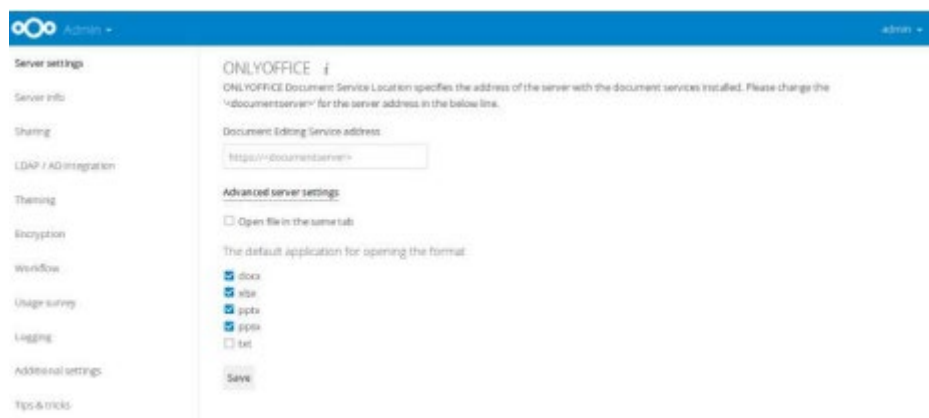 Admin
admin
Server settings
Server info
Sharing
LDAP / AD integration
Theming
Encryption
Workflow
Usage survey
Logging
Additional settings
Tips & tricks
ONLYOFFICE i
ONLYOFFICE Document Service Location specifies the address of the server with the document services installed. Please change the
'<documentserver>' for the server address in the below line.
Document Editing Service address
https://<documentserver>
Advanced server settings
Open file in the same tab
The default application for opening the format
docx
xlsx
pptx
ppsx
txt
Save